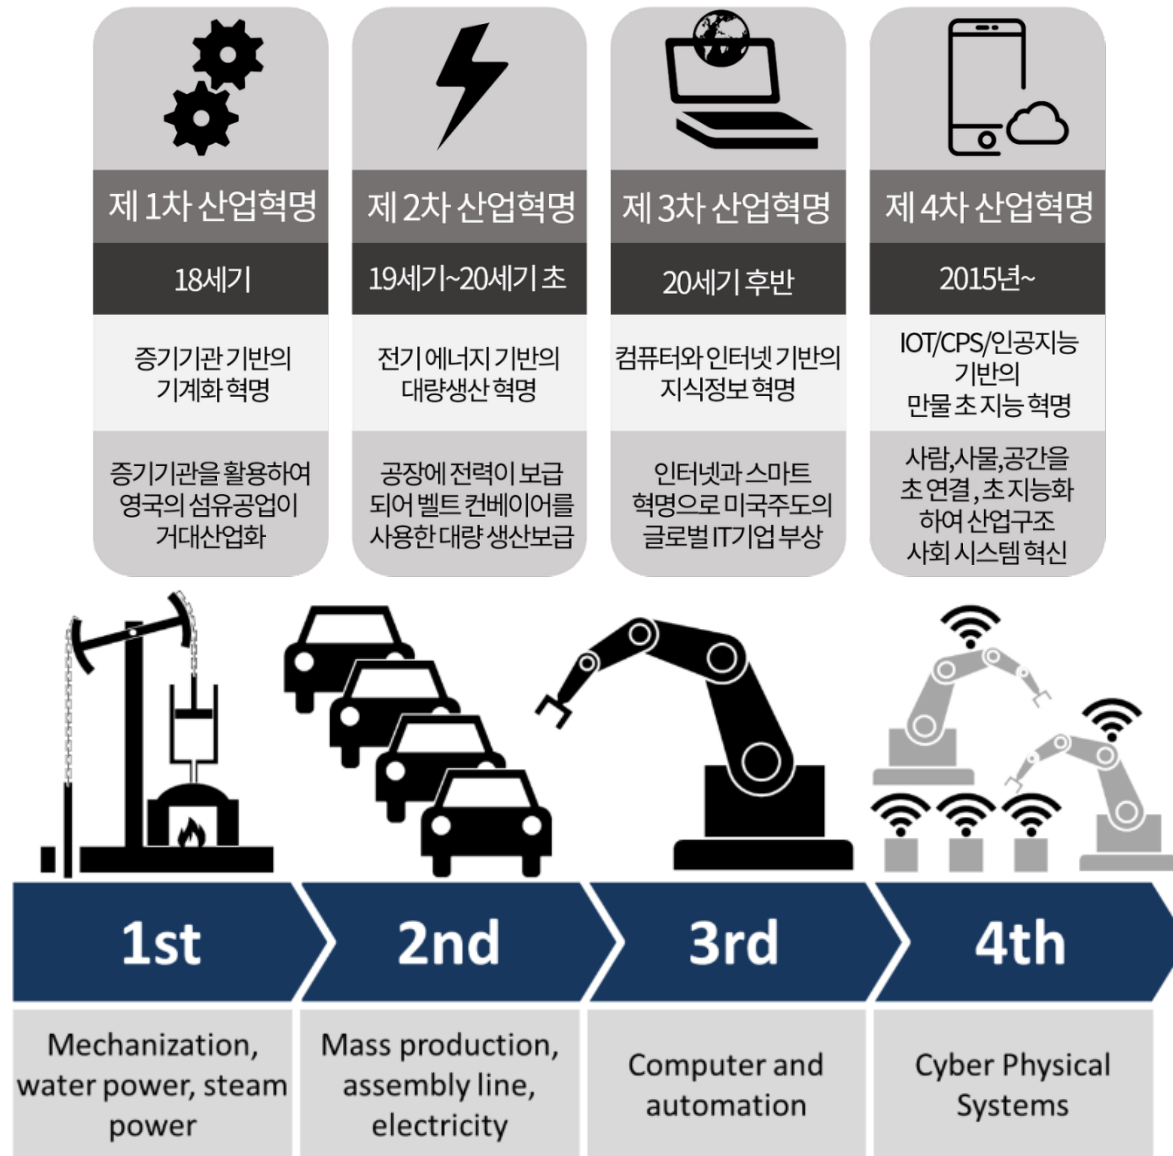 제 1차 산업혁명
18세기
증기기관 기반의
기계화 혁명
증기기관을 활용하여
영국의 섬유공업이
거대산업화
제 2차 산업혁명
19세기~20세기 초
전기 에너지 기반의
대량생산 혁명
공장에 전력이 보급
되어 벨트 컨베이어를
사용한 대량 생산보급
제 3차 산업혁명
20세기 후반
컴퓨터와 인터넷 기반의
지식정보 혁명
인터넷과 스마트
혁명으로 미국주도의
글로벌 IT기업 부상
제 4차 산업혁명
2015년~
IOT/CPS/인공지능
기반의
만물 초 지능 혁명
사람,사물,공간을
초 연결 , 초 지능화
하여 산업구조
사회 시스템 혁신
1st
Mechanization,
water power, steam
power
2nd
Mass production,
assembly line,
electricity
3rd
Computer and
automation
4th
Cyber Physical
Systems